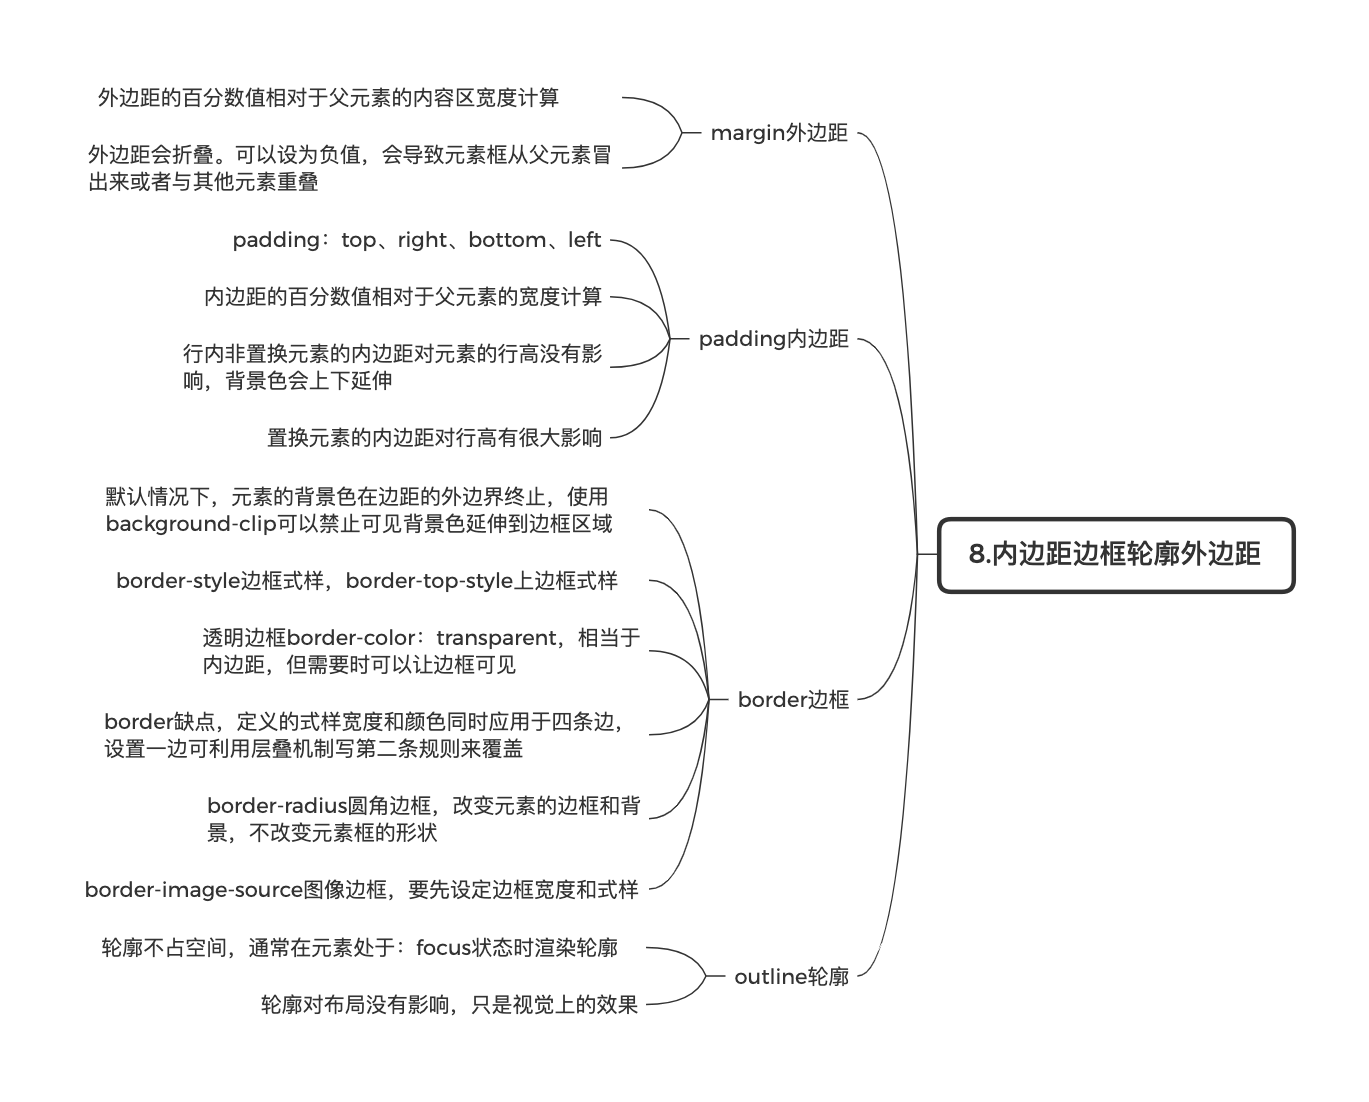 外边距的百分数值相对于父元素的内容区宽度计算
外边距会折叠。可以设为负值，会导致元素框从父元素冒
出来或者与其他元素重叠
margin外边距
padding：top、right、bottom、left
内边距的百分数值相对于父元素的宽度计算
行内非置换元素的内边距对元素的行高没有影
响，背景色会上下延伸
置换元素的内边距对行高有很大影响
padding内边距
默认情况下，元素的背景色在边距的外边界终止，使用
background-clip可以禁止可见背景色延伸到边框区域
border-style边框式样，border-top-style上边框式样
透明边框border-color：transparent，相当于
内边距，但需要时可以让边框可见
border缺点，定义的式样宽度和颜色同时应用于四条边，
设置一边可利用层叠机制写第二条规则来覆盖
border-radius圆角边框，改变元素的边框和背
景，不改变元素框的形状
border-image-source图像边框，要先设定边框宽度和式样
border边框
轮廓不占空间，通常在元素处于：focus状态时渲染轮廓
轮廓对布局没有影响，只是视觉上的效果
outline轮廓
8.内边距边框轮廓外边距